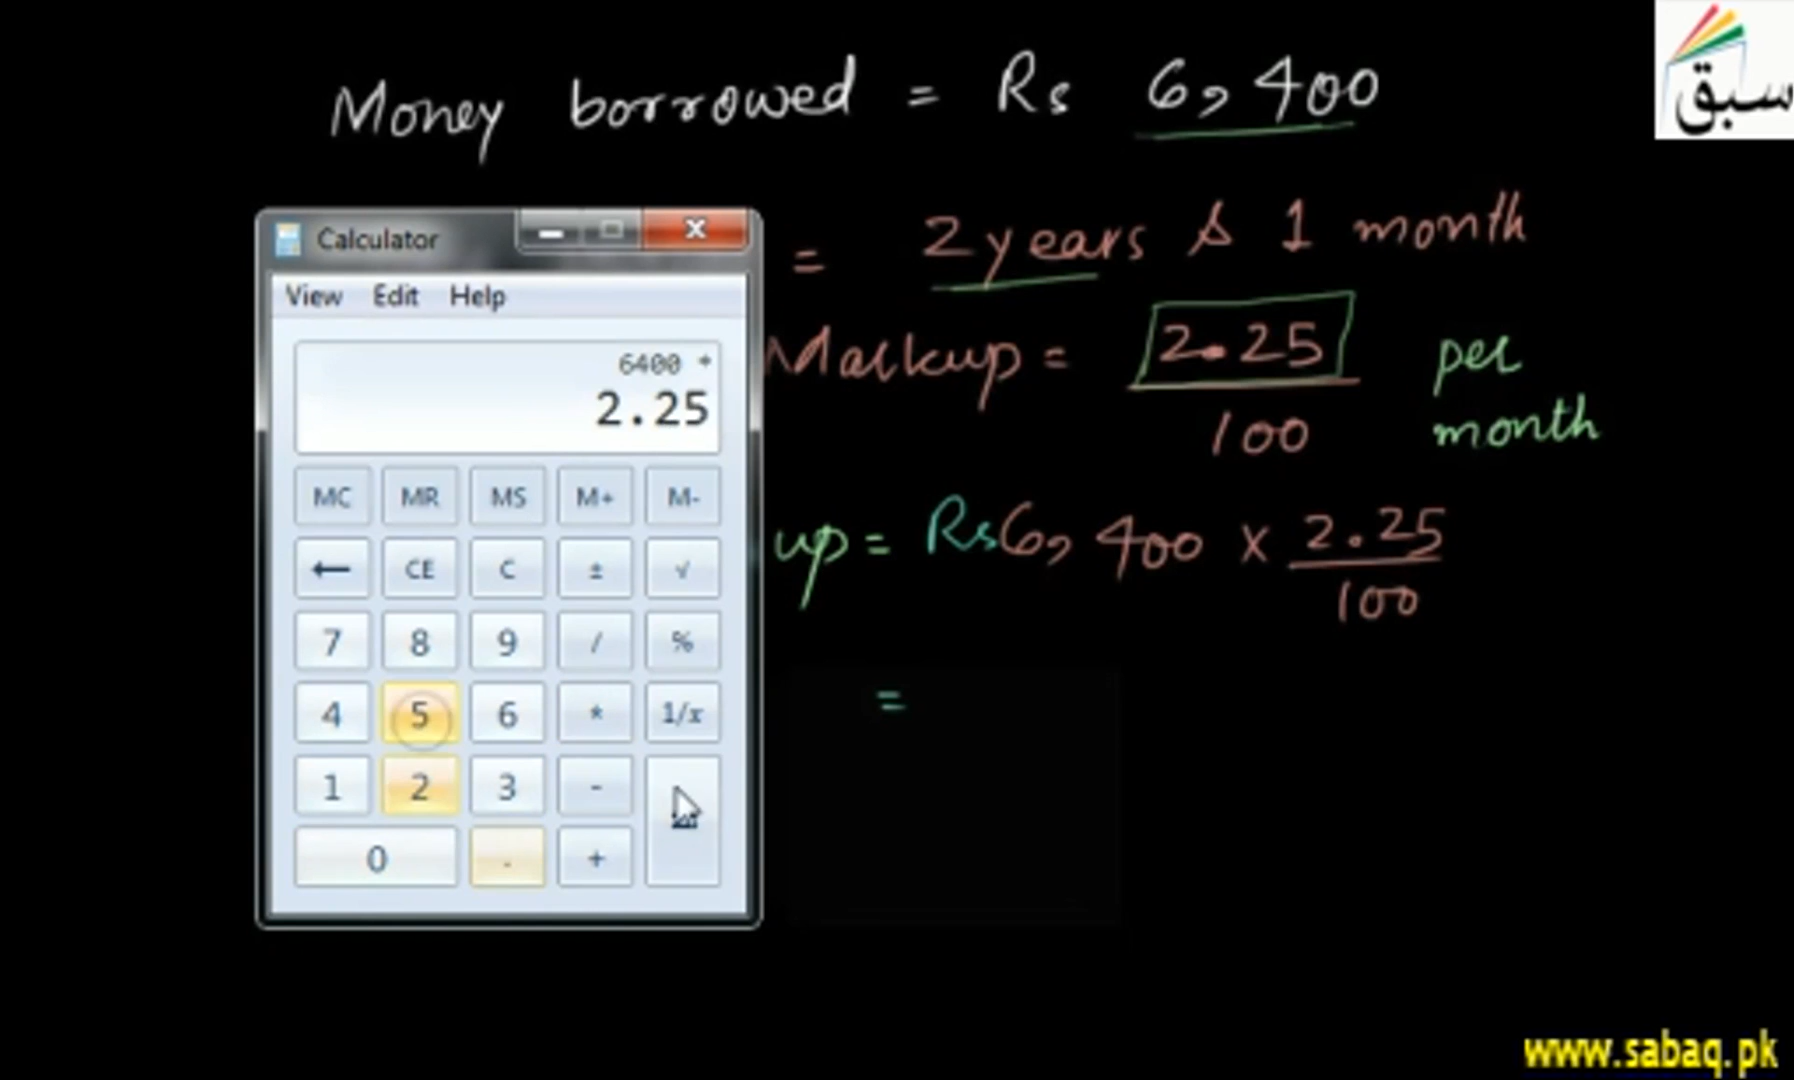 Money borrowed = Rs 6,400
سبق
= 2 years & 1 month
Calculator
View Edit Help
6400 *
2.25
Markup = 2.25 per
100 month
MC MR MS M+ M-
← CE C ± √
up = Rs 6,400 x 2.25
100
7 8 9 / %
4 5 6 * 1/x
=
1 2 3 -
0 . +
www.sabaq.pk